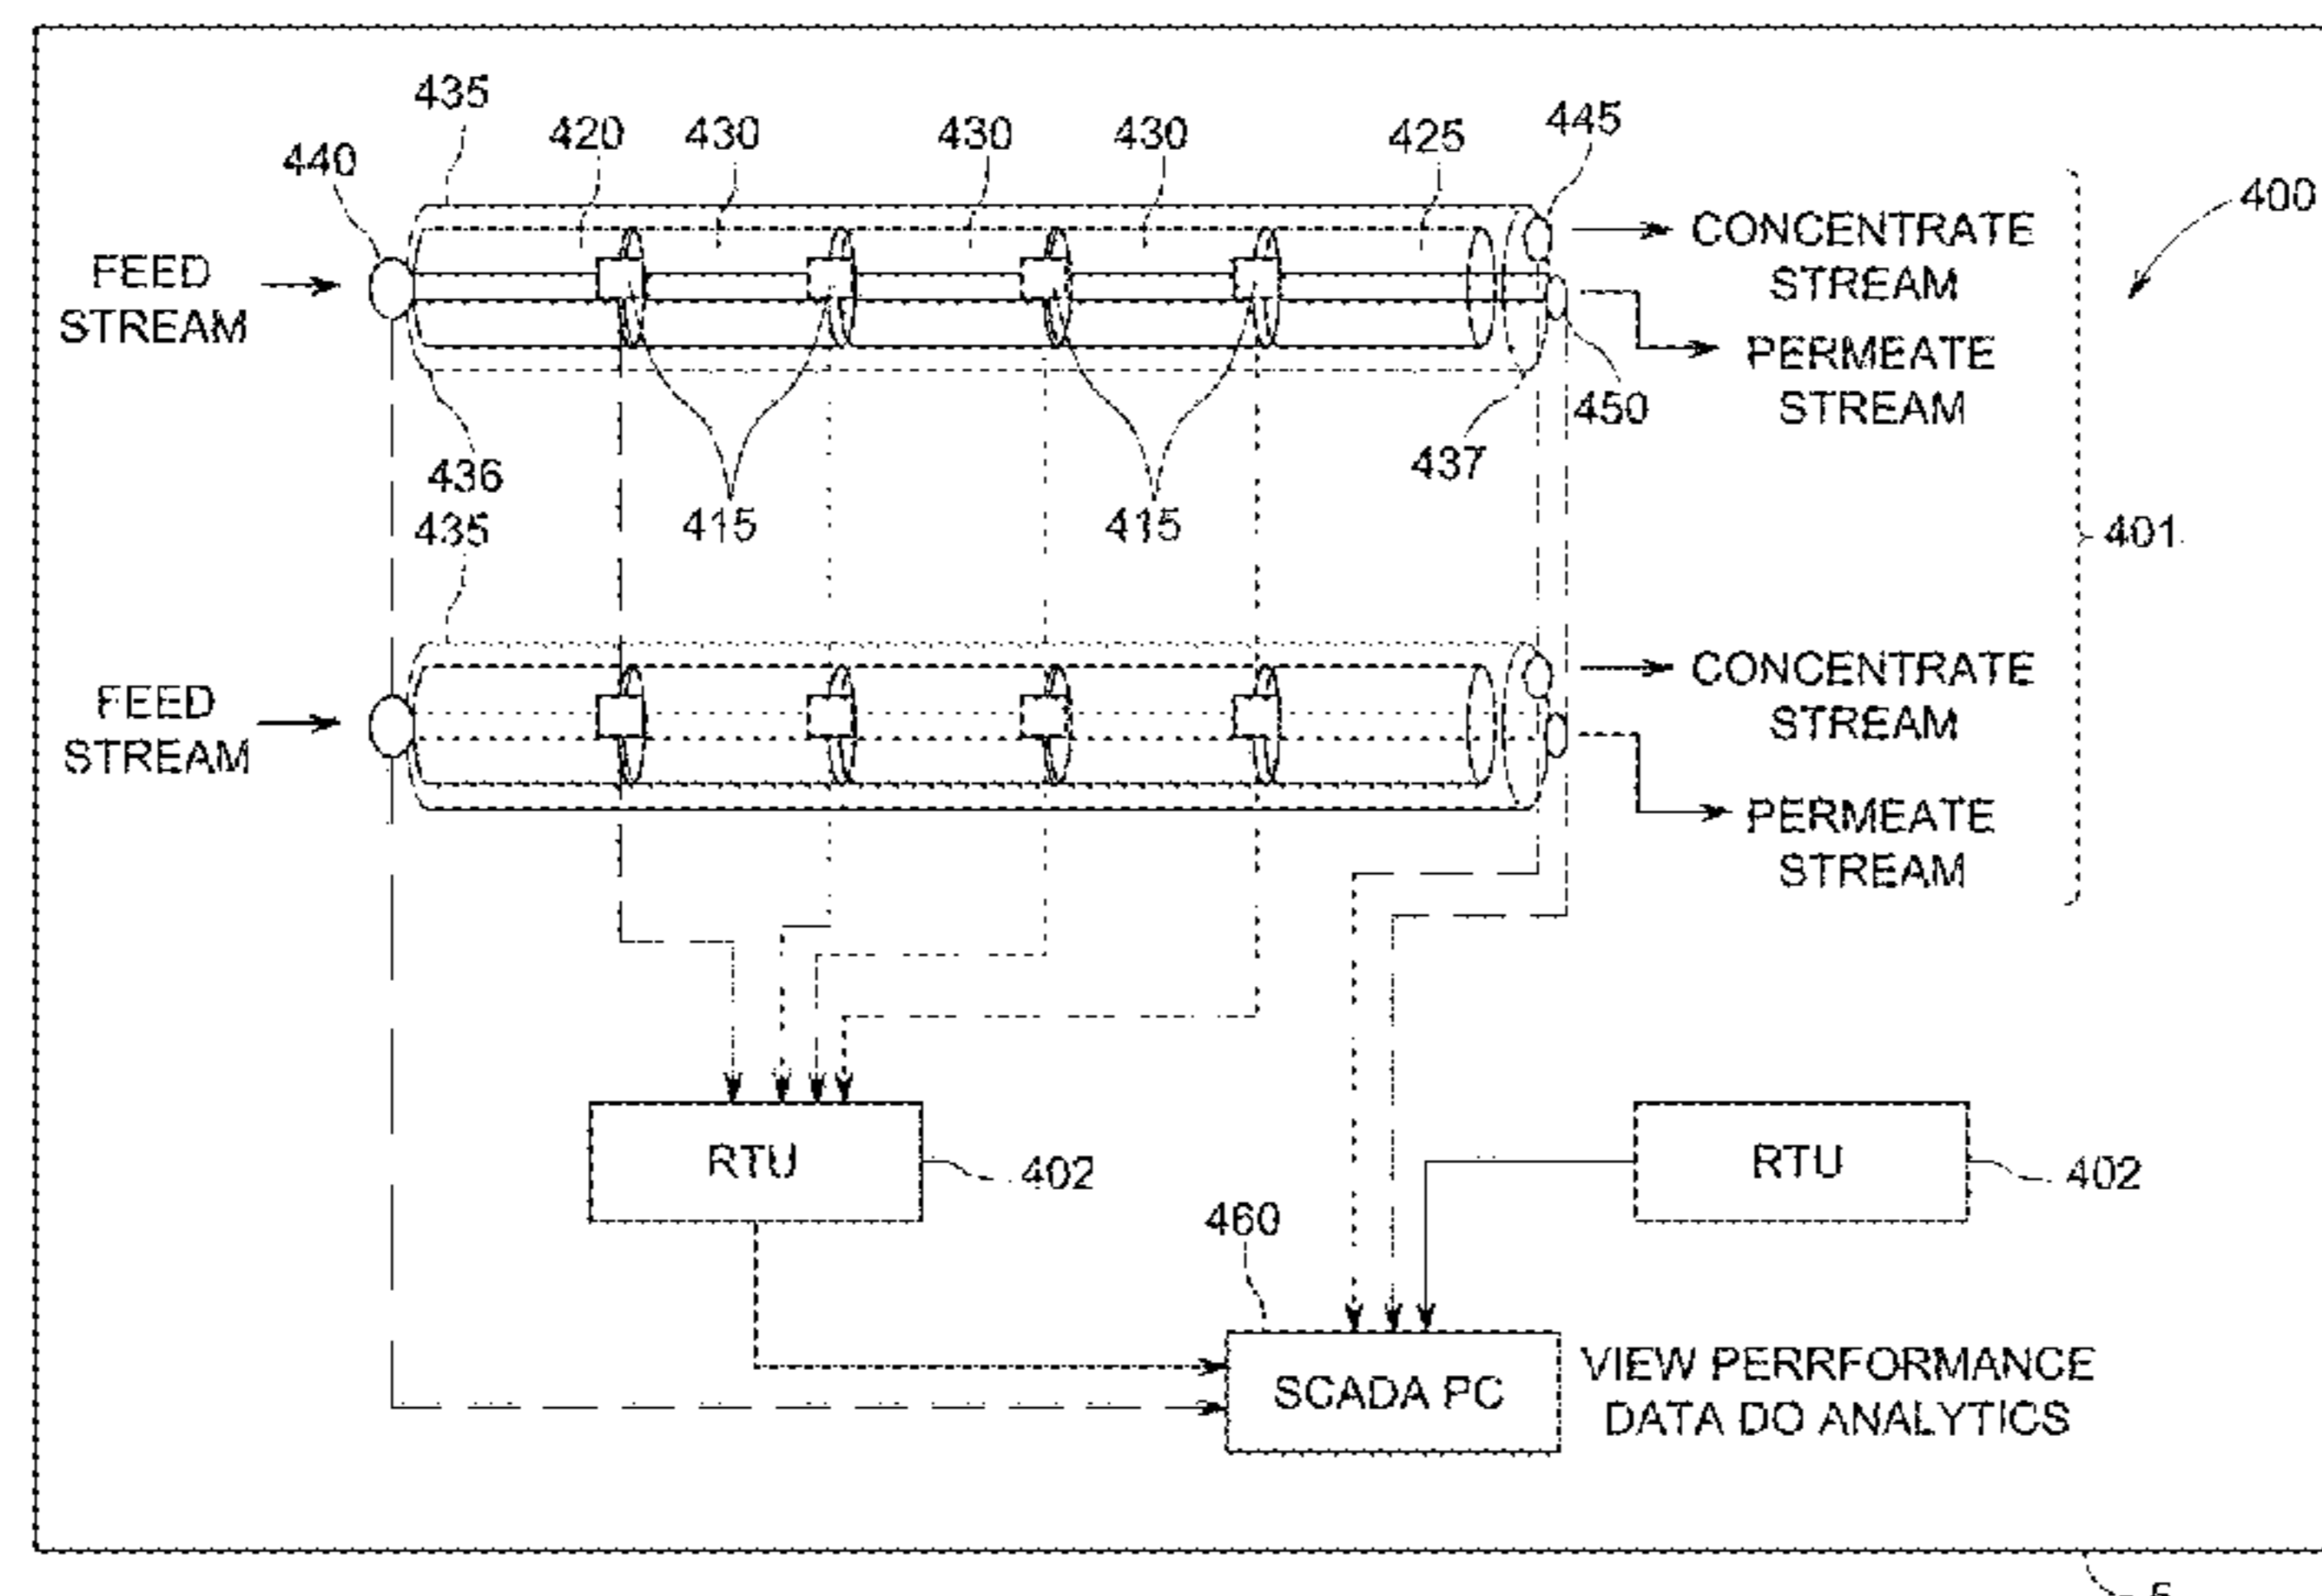 435
420
430
430
430
425
445
440
400
CONCENTRATE
STREAM
FEED
STREAM
PERMEATE
STREAM
450
436
437
415
415
435
401
CONCENTRATE
STREAM
FEED
STREAM
PERMEATE
STREAM
RTU
402
RTU
402
460
SCADA PC
VIEW PERRFORMANCE
DATA DO ANALYTICS